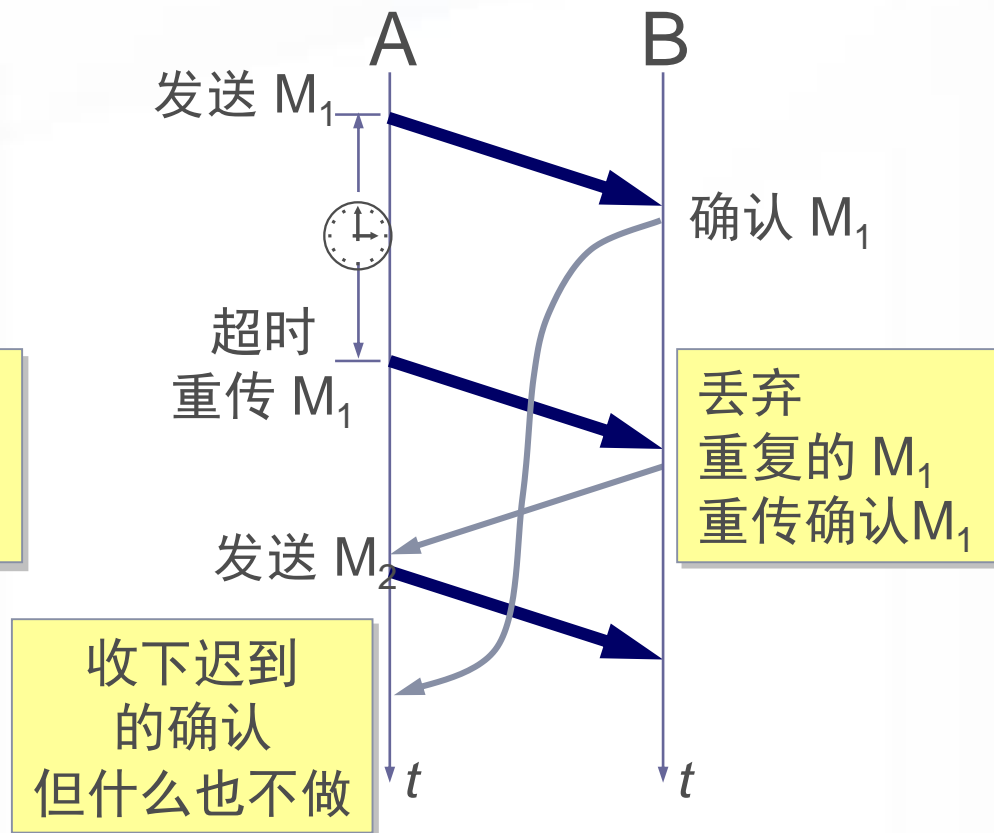 A
B
发送 M₁
确认 M₁
超时
重传 M₁
丢弃
重复的 M₁
重传确认M₁
发送 M₂
收下迟到
的确认
但什么也不做
t
t